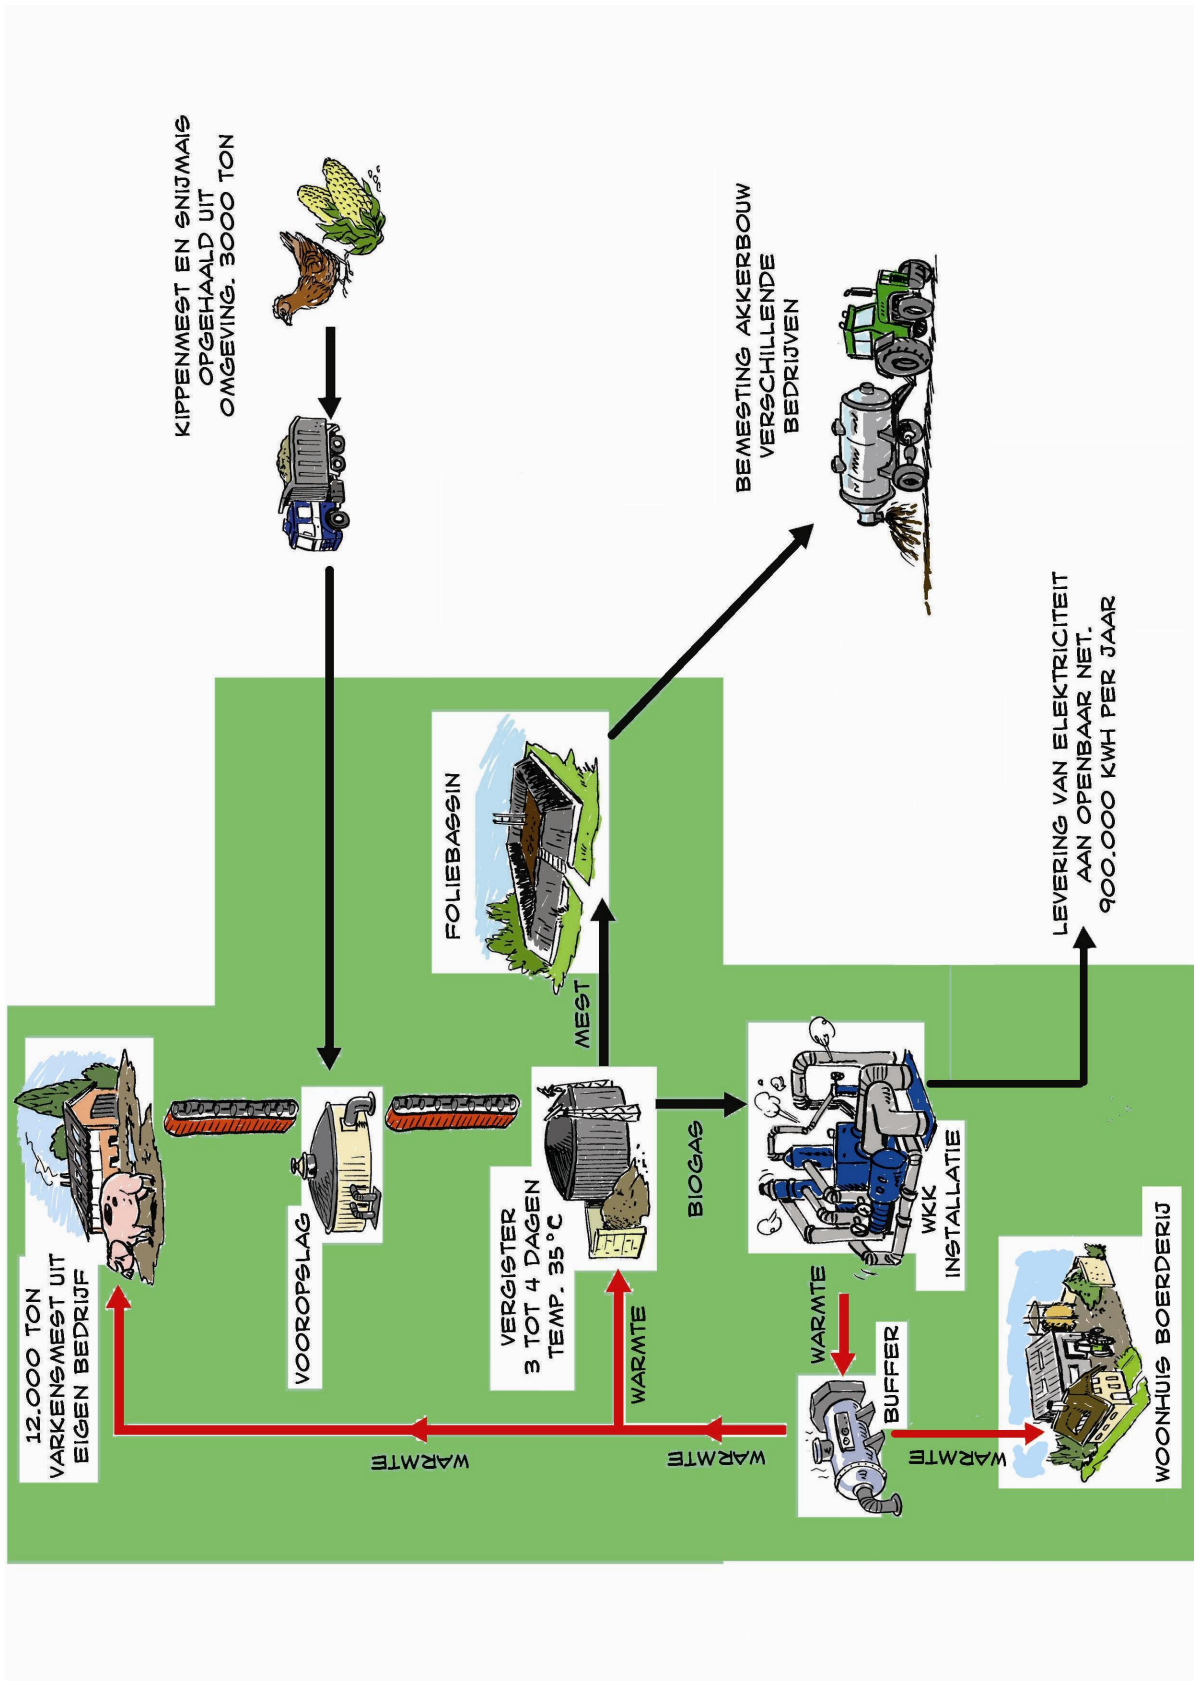 12.000 TON
VARKENSMEST UIT
EIGEN BEDRIJF
VOOROPSLAG
VERGISTER
3 TOT 4 DAGEN
TEMP. 35°C
WARMTE
WARMTE
WARMTE
WARMTE
WARMTE
BUFFER
WOONHUIS BOERDERIJ
WKK
INSTALLATIE
BIOGAS
MEST
FOLIEBASSIN
KIPPENMEST EN SNIJMAIS
OPGEHAALD UIT
OMGEVING. 3000 TON
BEMESTING AKKERBOUW
VERSCHILLENDE
BEDRIJVEN
LEVERING VAN ELEKTRICITEIT
AAN OPENBAAR NET.
900.000 KWH PER JAAR